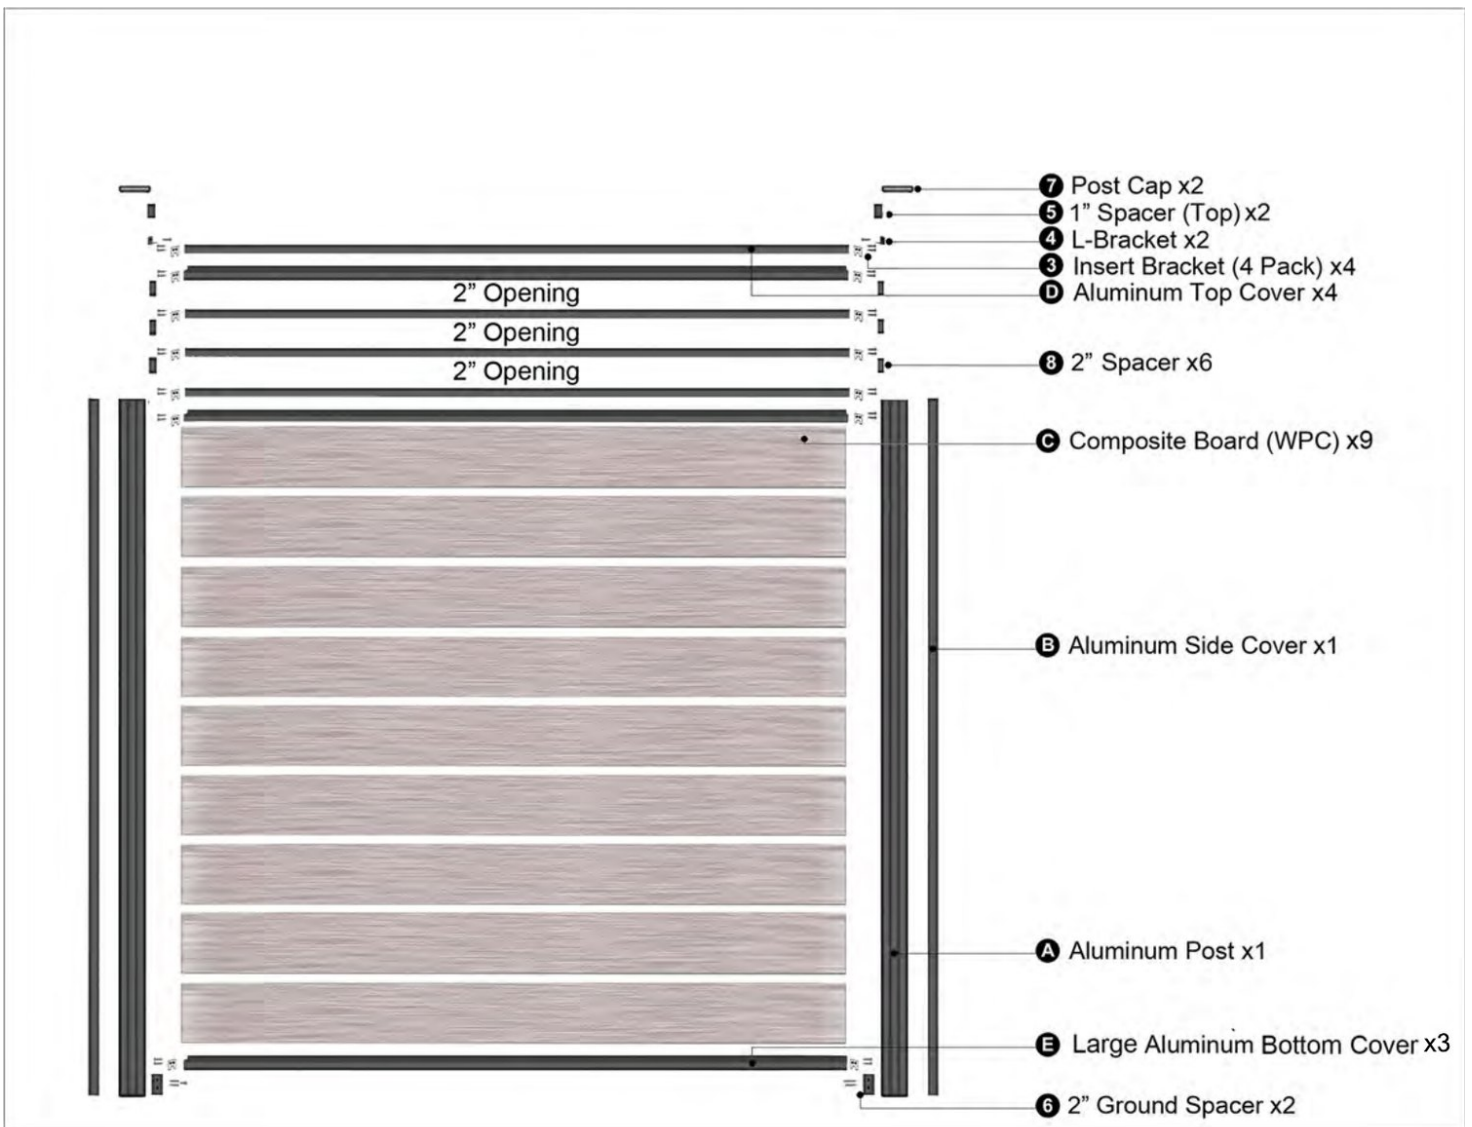 7 Post Cap x2
5 1” Spacer (Top) x2
4 L-Bracket x2
3 Insert Bracket (4 Pack) x4
D Aluminum Top Cover x4
2” Opening
2” Opening
2” Opening
8 2” Spacer x6
C Composite Board (WPC) x9
B Aluminum Side Cover x1
A Aluminum Post x1
E Large Aluminum Bottom Cover x3
6 2” Ground Spacer x2